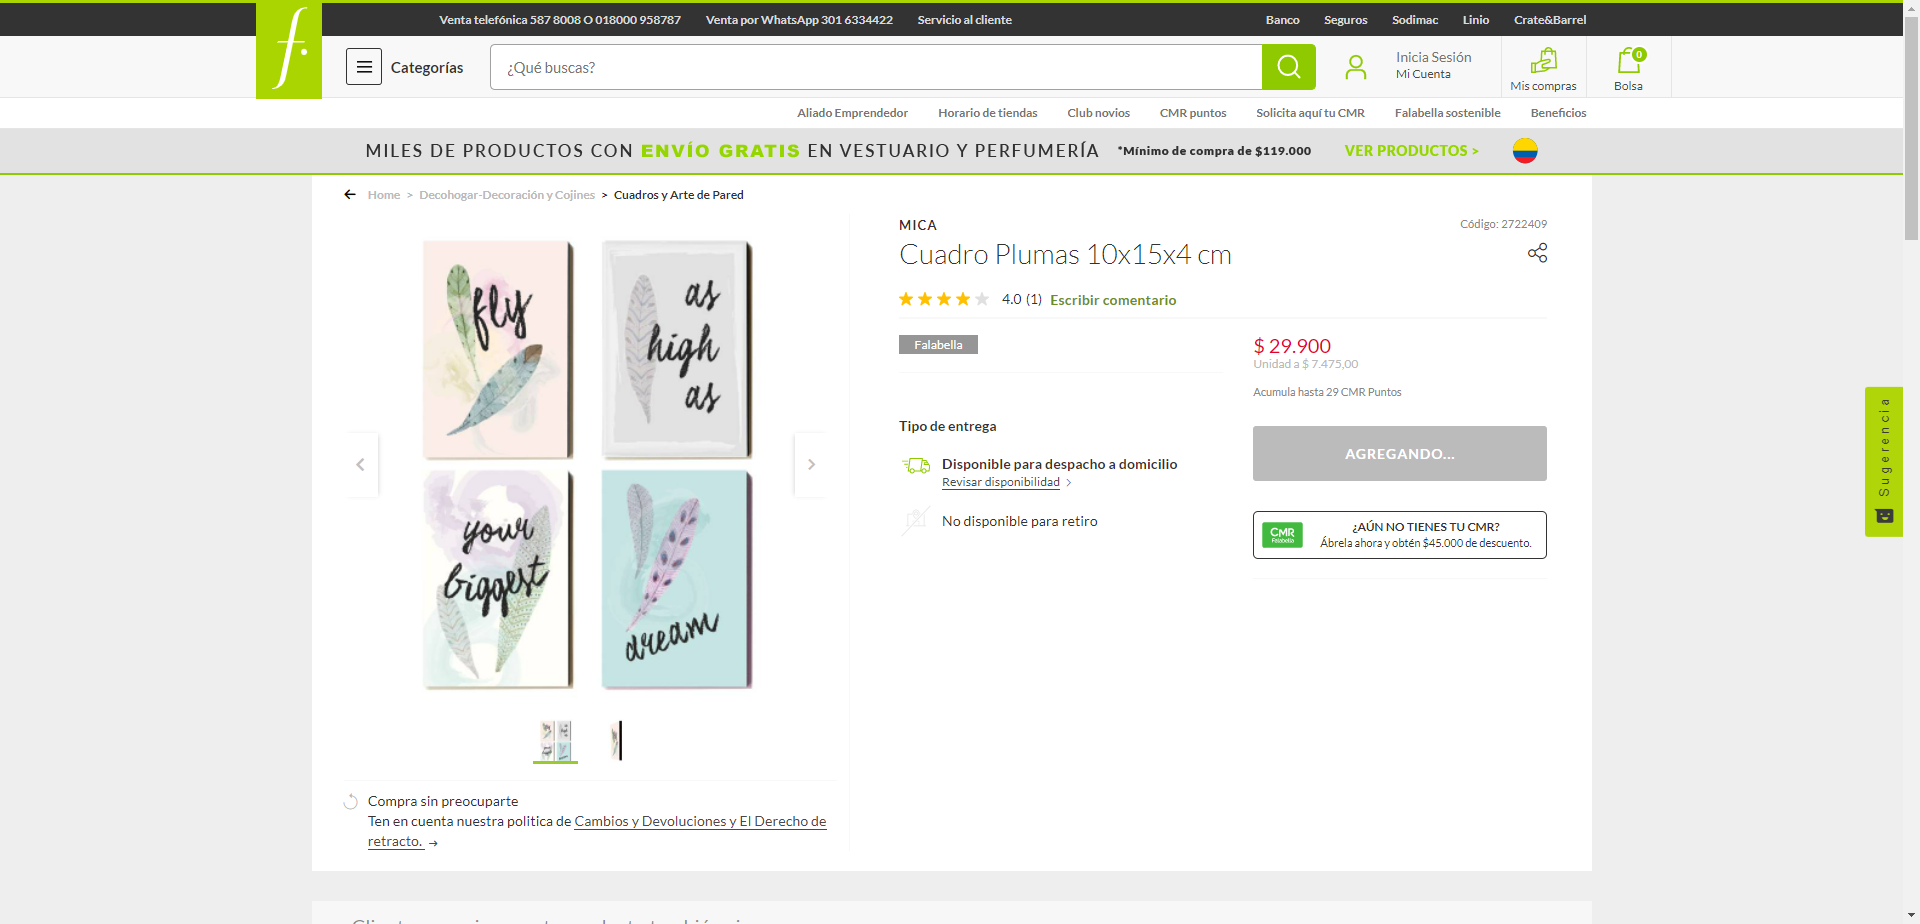 Venta telefónica 587 8008 O 018000 958787
Venta por WhatsApp 301 6334422
Servicio al cliente
Banco
Seguros
Sodimac
Linio
Crate&Barrel
f.
Categorías
¿Qué buscas?
Inicia Sesión
Mi Cuenta
Mis compras
0
Bolsa
Aliado Emprendedor
Horario de tiendas
Club novios
CMR puntos
Solicita aquí tu CMR
Falabella sostenible
Beneficios
MILES DE PRODUCTOS CON ENVÍO GRATIS EN VESTUARIO Y PERFUMERÍA *Mínimo de compra de $119.000 VER PRODUCTOS >
Home > Decohogar-Decoración y Cojines > Cuadros y Arte de Pared
fly
as
high
as
your
biggest
dream
Compra sin preocuparte
Ten en cuenta nuestra politica de Cambios y Devoluciones y El Derecho de
retracto. →
MICA
Código: 2722409
Cuadro Plumas 10x15x4 cm
4.0 (1) Escribir comentario
Falabella
$ 29.900
Unidad a $ 7.475,00
Acumula hasta 29 CMR Puntos
Tipo de entrega
Disponible para despacho a domicilio
Revisar disponibilidad >
No disponible para retiro
AGREGANDO...
CMR
Falabella
¿AÚN NO TIENES TU CMR?
Ábrela ahora y obtén $45.000 de descuento.
Sugerencia